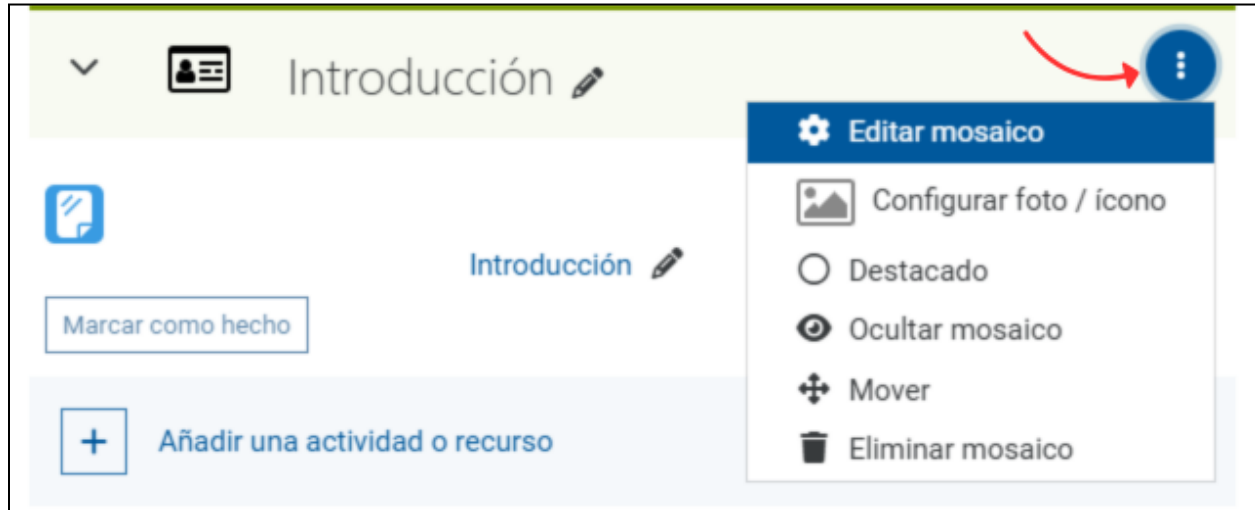 Introducción
Editar mosaico
Configurar foto / ícono
Introducción
Destacado
Marcar como hecho
Ocultar mosaico
Mover
Añadir una actividad o recurso
Eliminar mosaico